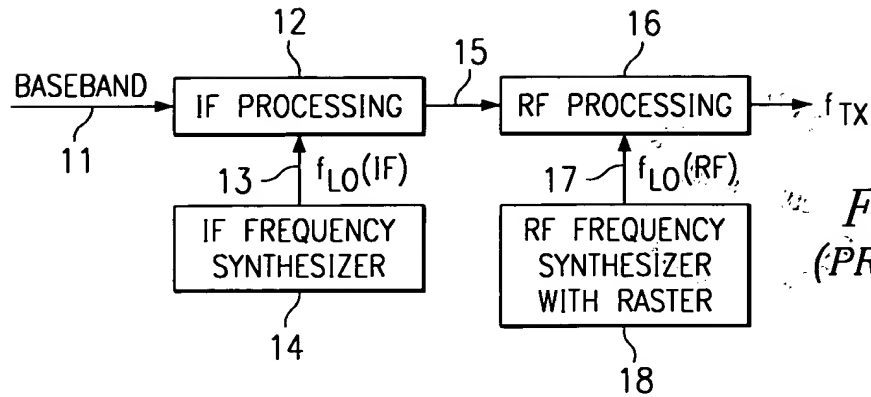 12
16
15
BASEBAND
IF PROCESSING
RF PROCESSING
f TX
11
13
f LO (IF)
17
f LO (RF)
IF FREQUENCY
SYNTHESIZER
RF FREQUENCY
SYNTHESIZER
WITH RASTER
F
(PR
14
18